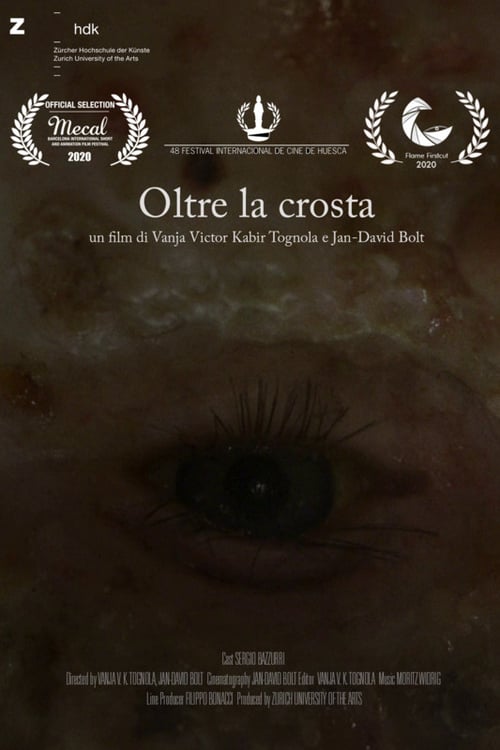 z hdk
Zürcher Hochschule der Künste
Zurich University of the Arts
OFFICIAL SELECTION
Mecal
BARCELONA INTERNATIONAL SHORT
AND ANIMATION FILM FESTIVAL
2020
48 FESTIVAL INTERNACIONAL DE CINE DE HUESCA
Flame Firstcut
2020
Oltre la crosta
un film di Vanja Victor Kabir Tognola e Jan-David Bolt
Cast SERGIO BAZZURRI
Directed by VANJA V. K. TOGNOLA, JAN-DAVID BOLT Cinematography JAN-DAVID BOLT Editor VANJA V. K. TOGNOLA Music MORITZ WIDRIG
Line Producer FILIPPO BONACCI Produced by ZURICH UNIVERSITY OF THE ARTS